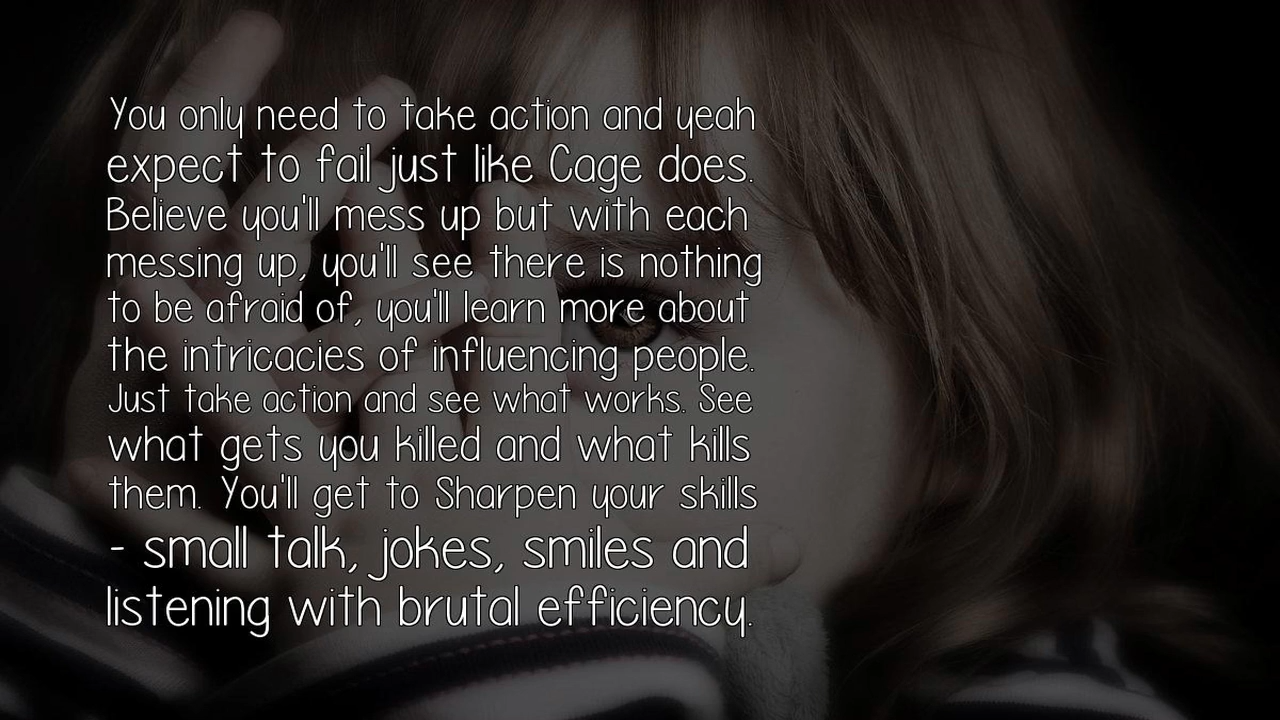 You only need to take action and yeah
expect to fail just like Cage does.
Believe you'll mess up but with each
messing up, you'll see there is nothing
to be afraid of, you'll learn more about
the intricacies of influencing people.
Just take action and see what works. See
what gets you killed and what kills
them. You'll get to Sharpen your skills
- small talk, jokes, smiles and
listening with brutal efficiency.